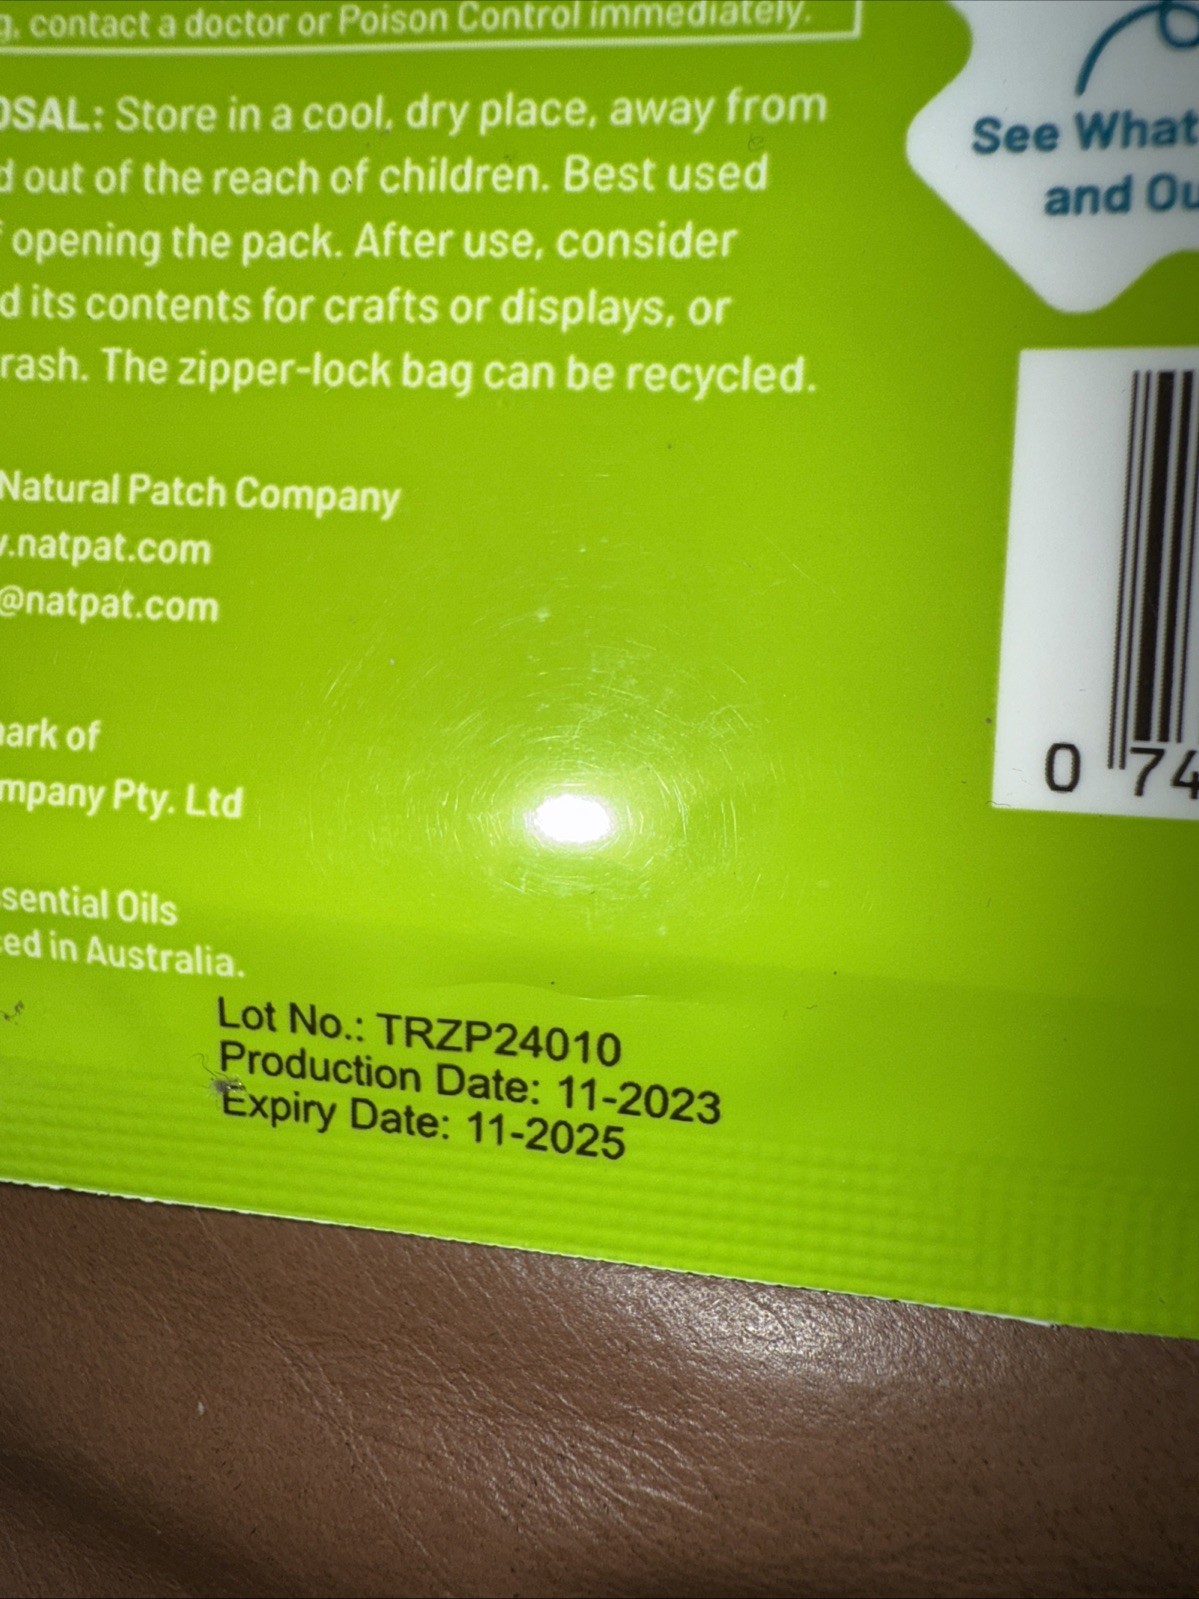 contact a doctor or Poison Control immediately.
OSAL: Store in a cool, dry place, away from
d out of the reach of children. Best used
opening the pack. After use, consider
d its contents for crafts or displays, or
rash. The zipper-lock bag can be recycled.
Natural Patch Company
.natpat.com
@natpat.com
ark of
mpany Pty. Ltd
sential Oils
ed in Australia.
Lot No.: TRZP24010
Production Date: 11-2023
Expiry Date: 11-2025
See What
and Ou
0 74